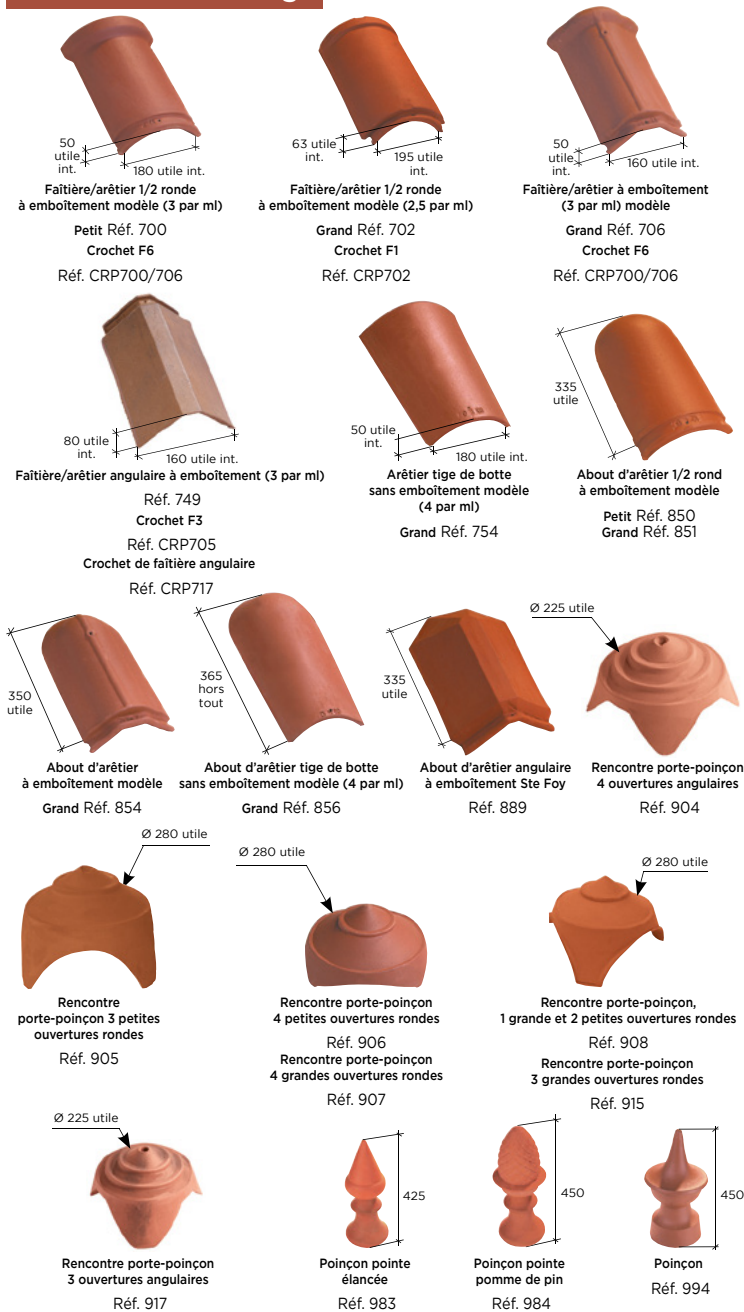 50
utile
int.
180 utile int.
Faîtière/arêtier 1/2 ronde
à emboîtement modèle (3 par ml)
Petit Réf. 700
Crochet F6
Réf. CRP700/706
63 utile
int.
195 utile
int.
Faîtière/arêtier 1/2 ronde
à emboîtement modèle (2,5 par ml)
Grand Réf. 702
Crochet F1
Réf. CRP702
50
utile
int.
160 utile int.
Faîtière/arêtier à emboîtement
(3 par ml) modèle
Grand Réf. 706
Crochet F6
Réf. CRP700/706
80 utile
int.
160 utile int.
Faîtière/arêtier angulaire à emboîtement (3 par ml)
Réf. 749
Crochet F3
Réf. CRP705
Crochet de faîtière angulaire
Réf. CRP717
50 utile
int.
180 utile int.
Arêtier tige de botte
sans emboîtement modèle
(4 par ml)
Grand Réf. 754
335
utile
About d'arêtier 1/2 rond
à emboîtement modèle
Petit Réf. 850
Grand Réf. 851
350
utile
About d'arêtier
à emboîtement modèle
Grand Réf. 854
365
hors
tout
About d'arêtier tige de botte
sans emboîtement modèle (4 par ml)
Grand Réf. 856
335
utile
About d'arêtier angulaire
à emboîtement Ste Foy
Réf. 889
Ø 225 utile
Rencontre porte-poinçon
4 ouvertures angulaires
Réf. 904
Ø 280 utile
Rencontre
porte-poinçon 3 petites
ouvertures rondes
Réf. 905
Ø 280 utile
Rencontre porte-poinçon
4 petites ouvertures rondes
Réf. 906
Rencontre porte-poinçon
4 grandes ouvertures rondes
Réf. 907
Ø 280 utile
Rencontre porte-poinçon,
1 grande et 2 petites ouvertures rondes
Réf. 908
Rencontre porte-poinçon
3 grandes ouvertures rondes
Réf. 915
Ø 225 utile
Rencontre porte-poinçon
3 ouvertures angulaires
Réf. 917
425
Poinçon pointe
élancée
Réf. 983
450
Poinçon pointe
pomme de pin
Réf. 984
450
Poinçon
Réf. 994